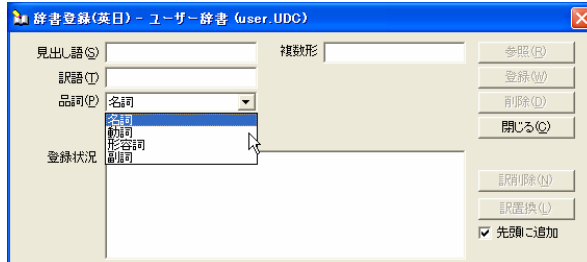 辞書登録(英日) - ユーザー辞書 (user.UDC)
見出し語(S)
複数形
参照(R)
訳語(T)
登録(W)
品詞(P) 名詞
削除(D)
名詞
動詞
形容詞
副詞
閉じる(C)
登録状況
訳削除(N)
訳置換(L)
先頭に追加